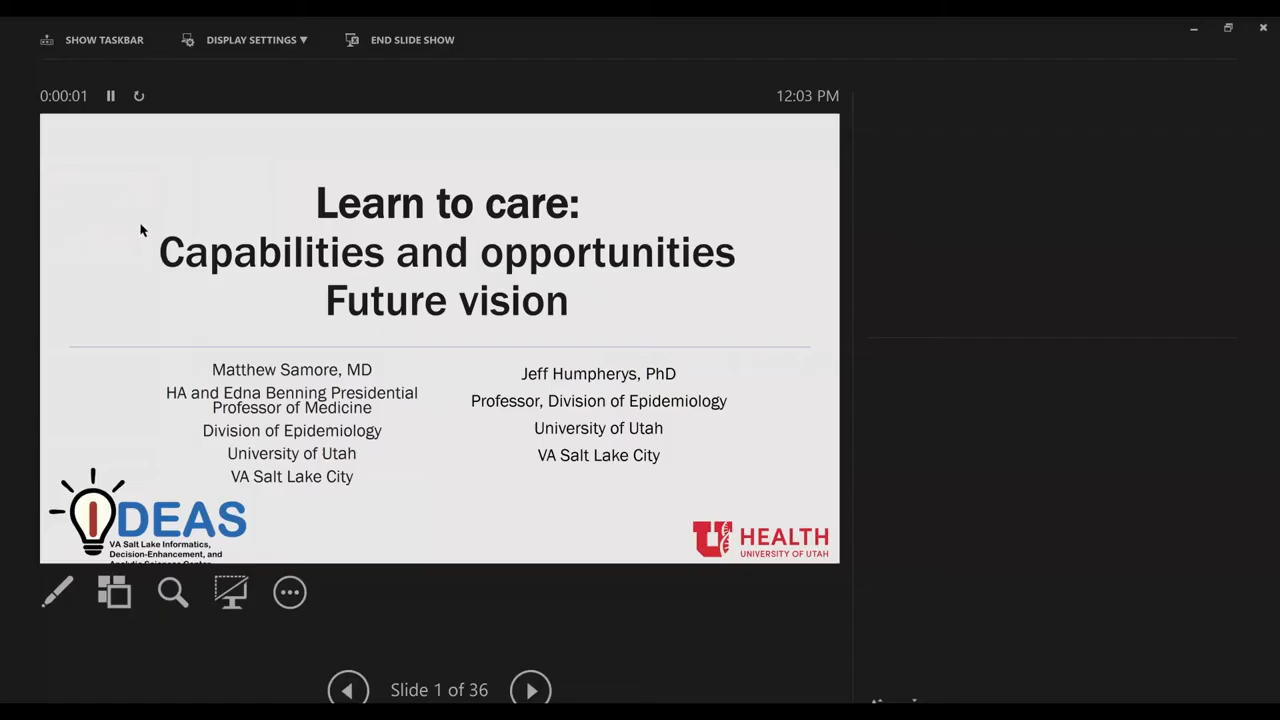 SHOW TASKBAR
DISPLAY SETTINGS ▼
END SLIDE SHOW
0:00:01
12:03 PM
Learn to care:
Capabilities and opportunities
Future vision
Matthew Samore, MD
HA and Edna Benning Presidential
Professor of Medicine
Division of Epidemiology
University of Utah
VA Salt Lake City
Jeff Humpherys, PhD
Professor, Division of Epidemiology
University of Utah
VA Salt Lake City
IDEAS
VA Salt Lake Informatics,
Decision-Enhancement, and
Analytic Sciences Center
U HEALTH
UNIVERSITY OF UTAH
Slide 1 of 36